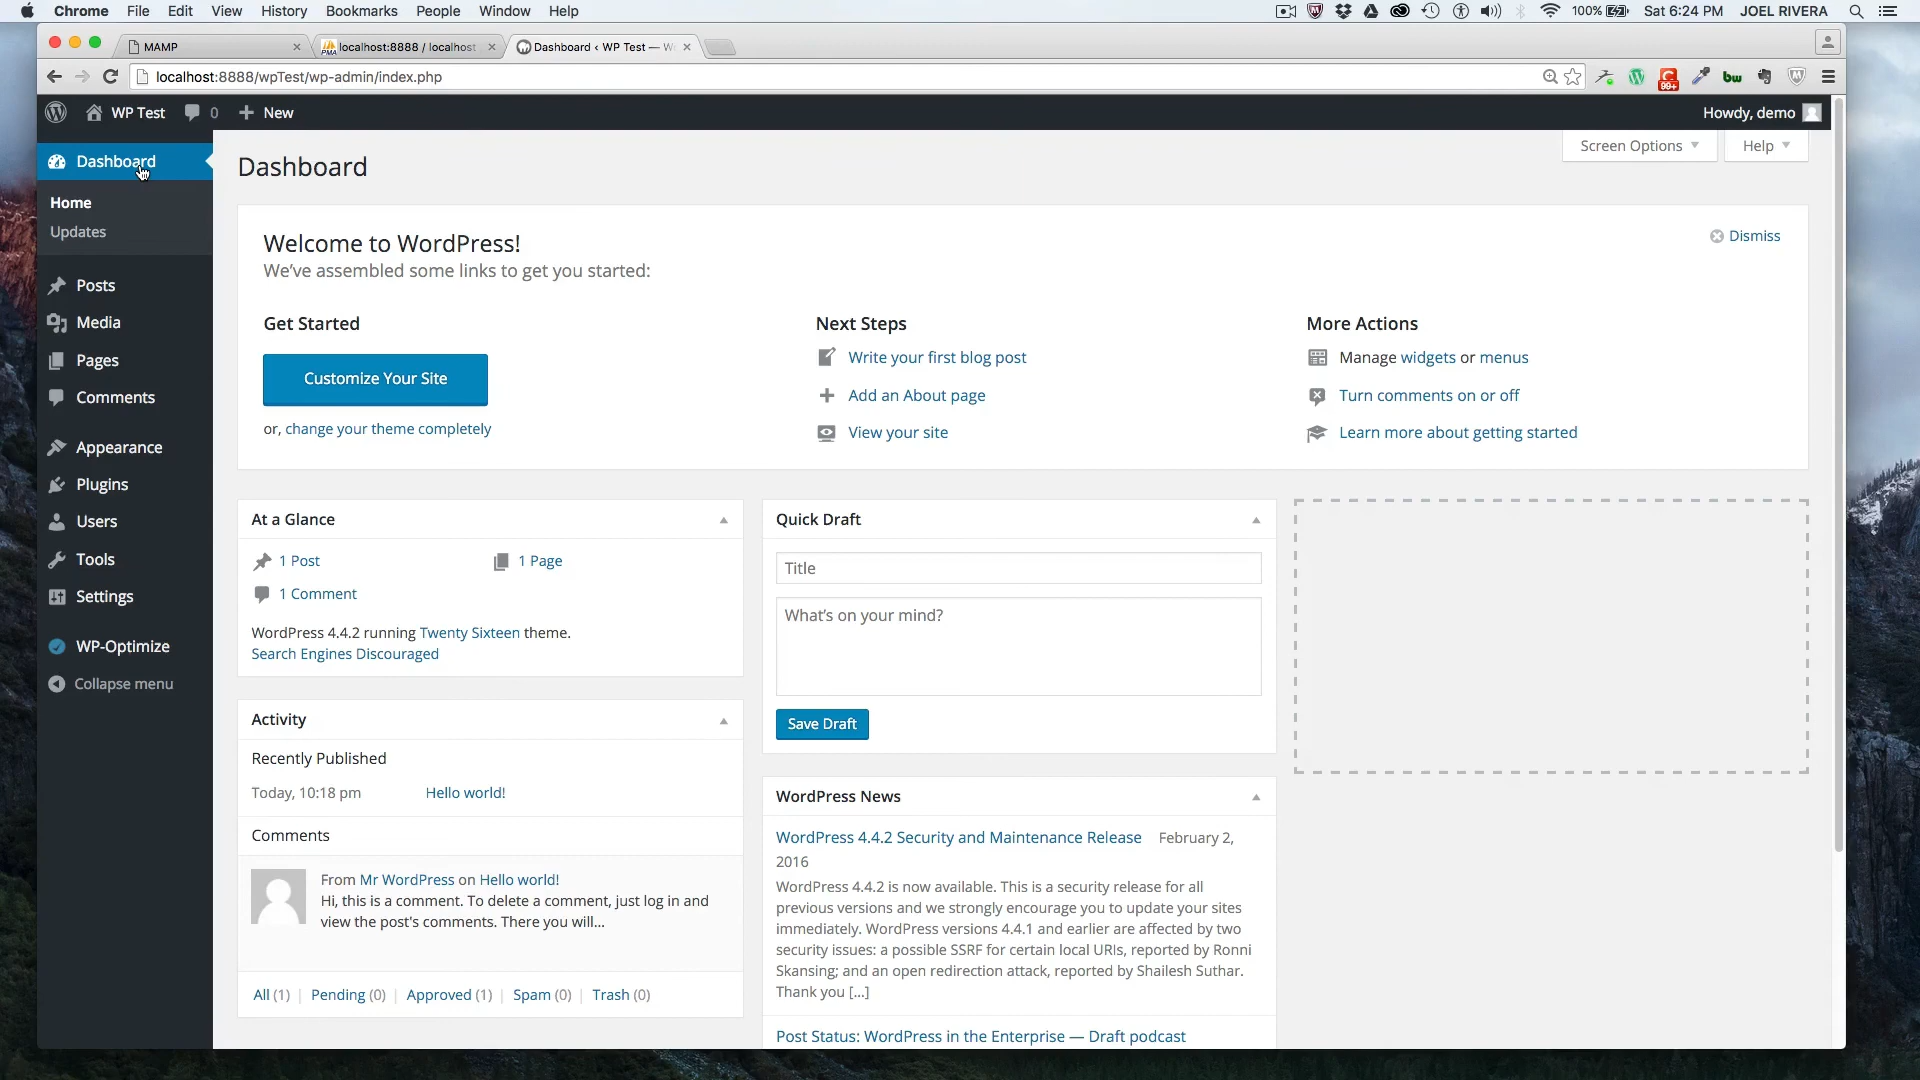 Chrome File Edit View History Bookmarks People Window Help 100% Sat 6:24 PM JOEL RIVERA
MAMP
localhost:8888 / localhost
Dashboard ‹ WP Test — W
localhost:8888/wpTest/wp-admin/index.php
99+
bw
WP Test 0 New
Howdy, demo
Dashboard
Home
Updates
Posts
Media
Pages
Comments
Appearance
Plugins
Users
Tools
Settings
WP-Optimize
Collapse menu
Screen Options
Help
Dashboard
Welcome to WordPress!
Dismiss
We’ve assembled some links to get you started:
Get Started
Customize Your Site
or, change your theme completely
Next Steps
Write your first blog post
Add an About page
View your site
More Actions
Manage widgets or menus
Turn comments on or off
Learn more about getting started
At a Glance
1 Post
1 Page
1 Comment
WordPress 4.4.2 running Twenty Sixteen theme.
Search Engines Discouraged
Activity
Recently Published
Today, 10:18 pm Hello world!
Comments
From Mr WordPress on Hello world!
Hi, this is a comment. To delete a comment, just log in and
view the post's comments. There you will...
All (1) | Pending (0) | Approved (1) | Spam (0) | Trash (0)
Quick Draft
Title
What’s on your mind?
Save Draft
WordPress News
WordPress 4.4.2 Security and Maintenance Release February 2,
2016
WordPress 4.4.2 is now available. This is a security release for all
previous versions and we strongly encourage you to update your sites
immediately. WordPress versions 4.4.1 and earlier are affected by two
security issues: a possible SSRF for certain local URIs, reported by Ronni
Skansing; and an open redirection attack, reported by Shailesh Suthar.
Thank you [...]
Post Status: WordPress in the Enterprise — Draft podcast